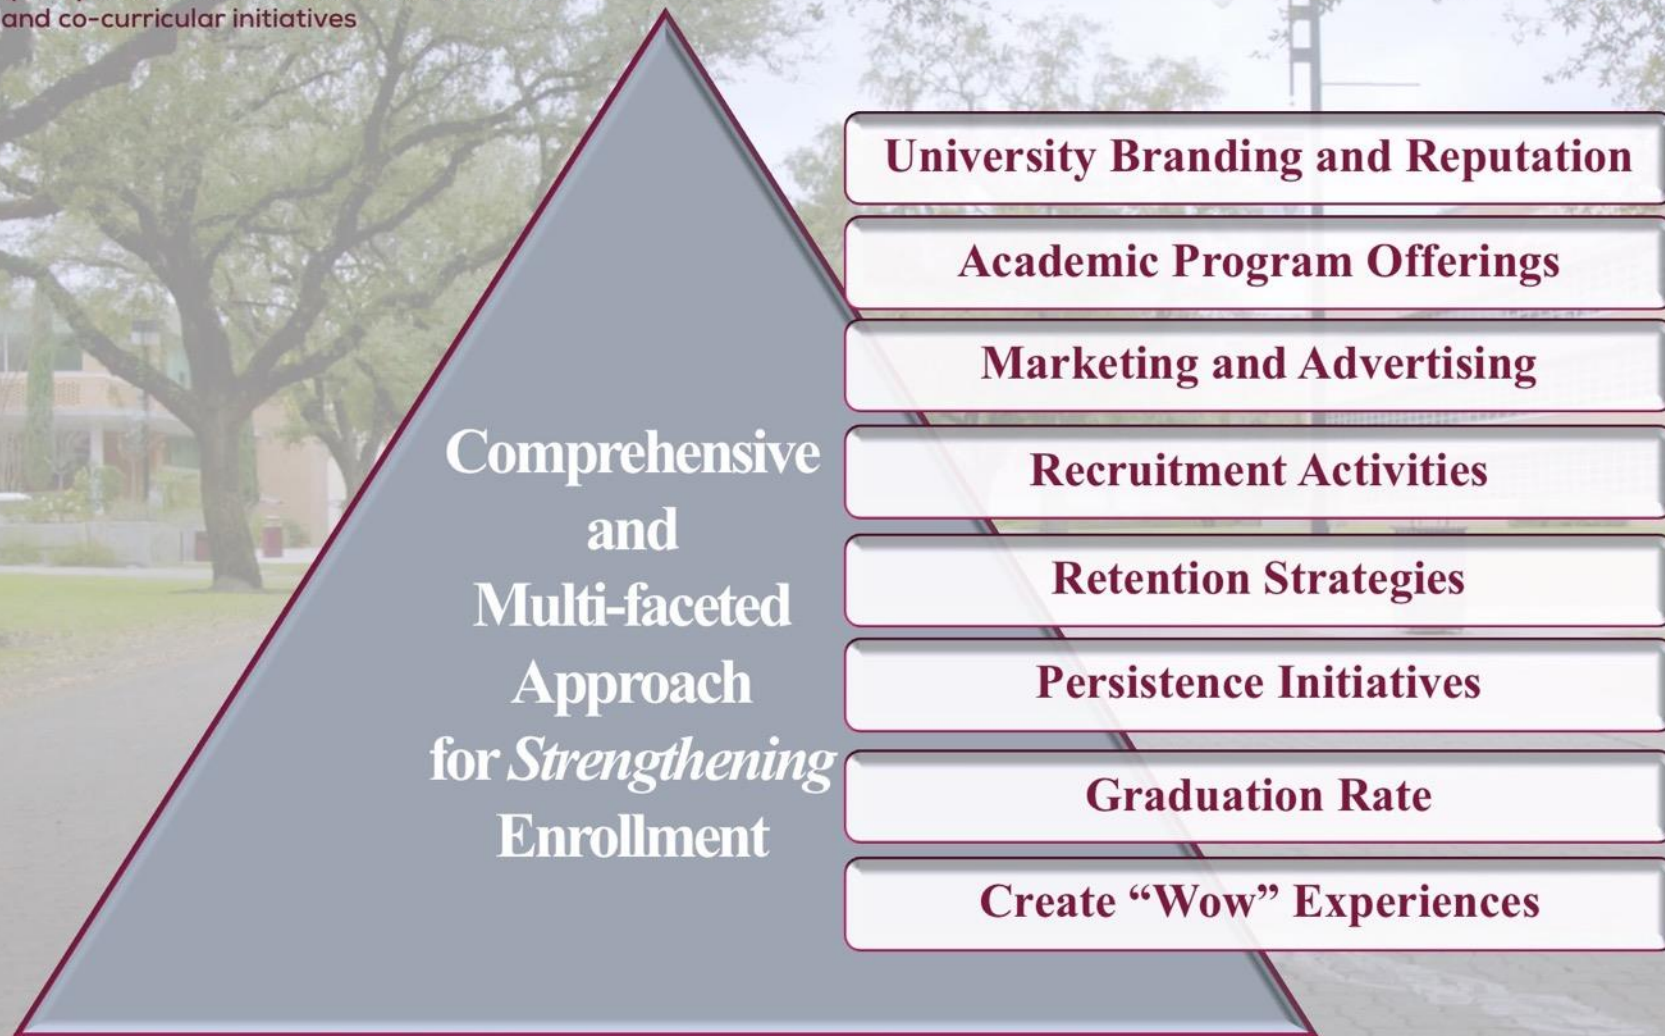 and co-curricular initiatives
Comprehensive
and
Multi-faceted
Approach
for Strengthening
Enrollment
University Branding and Reputation
Academic Program Offerings
Marketing and Advertising
Recruitment Activities
Retention Strategies
Persistence Initiatives
Graduation Rate
Create “Wow” Experiences